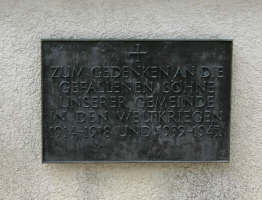 ZUM GEDENKEN AN DIE
GEFALLENEN SÖHNE
UNSERER GEMEINDE
IN DEN WELTKRIEGEN
1914-1918 UND 1939-1945